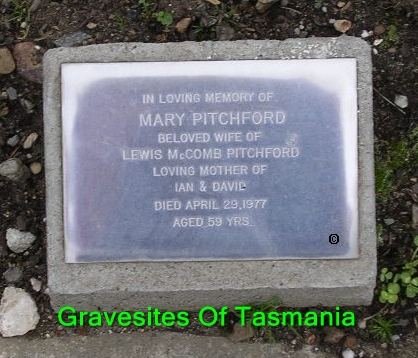 IN LOVING MEMORY OF
MARY PITCHFORD
BELOVED WIFE OF
LEWIS McCOMB PITCHFORD
LOVING MOTHER OF
IAN & DAVID
DIED APRIL 29, 1977
AGED 59 YRS.
©
Gravesites Of Tasmania